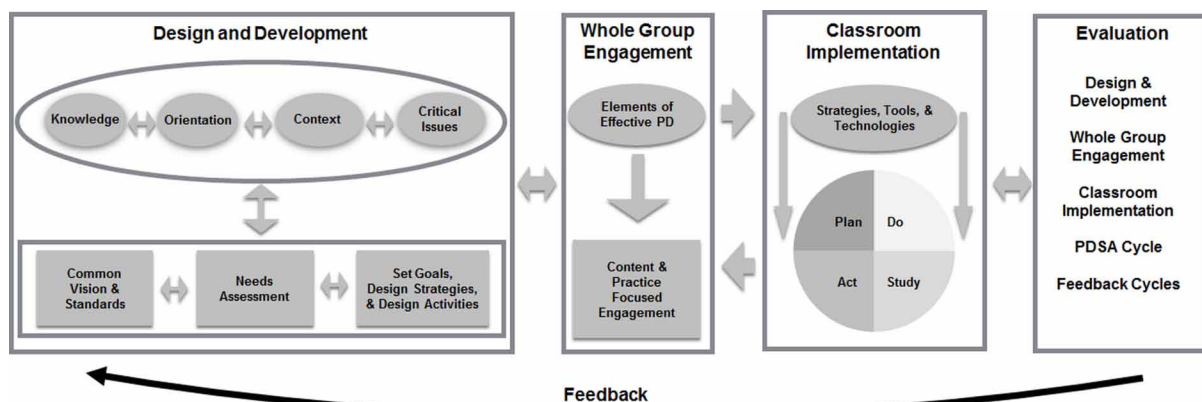 Design and Development
Knowledge
Orientation
Context
Critical
Issues
Common
Vision &
Standards
Needs
Assessment
Set Goals,
Design Strategies,
& Design Activities
Whole Group
Engagement
Elements of
Effective PD
Content &
Practice
Focused
Engagement
Classroom
Implementation
Strategies, Tools, &
Technologies
Plan
Do
Act
Study
Evaluation
Design &
Development
Whole Group
Engagement
Classroom
Implementation
PDSA Cycle
Feedback Cycles
Feedback